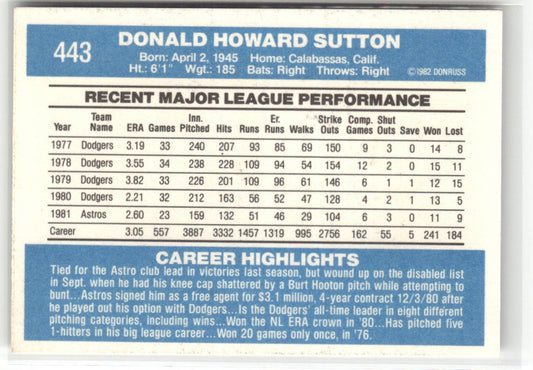 443
DONALD HOWARD SUTTON
Born: April 2, 1945 Home: Calabassas, Calif.
Ht.: 6'1" Wgt.: 185 Bats: Right Throws: Right
©1982 DONRUSS
RECENT MAJOR LEAGUE PERFORMANCE
Year Team Name ERA Games Inn. Pitched Hits Runs Er. Runs Walks Strike Outs Comp. Games Shut Outs Save Won Lost
1977 Dodgers 3.19 33 240 207 93 85 69 150 9 3 0 14 8
1978 Dodgers 3.55 34 238 228 109 94 54 154 12 2 0 15 11
1979 Dodgers 3.82 33 226 201 109 96 61 146 6 1 1 12 15
1980 Dodgers 2.21 32 212 163 56 52 47 128 4 2 1 13 5
1981 Astros 2.60 23 159 132 51 46 29 104 6 3 0 11 9
Career 3.05 557 3887 3332 1457 1319 995 2756 162 55 5 241 184
CAREER HIGHLIGHTS
Tied for the Astro club lead in victories last season, but wound up on the disabled list
in Sept. when he had his knee cap shattered by a Burt Hooton pitch while attempting to
bunt...Astros signed him as a free agent for $3.1 million, 4-year contract 12/3/80 after
he played out his option with Dodgers...Is the Dodgers' all-time leader in eight different
pitching categories, including wins...Won the NL ERA crown in '80...Has pitched five
1-hitters in his big league career...Won 20 games only once, in '76.